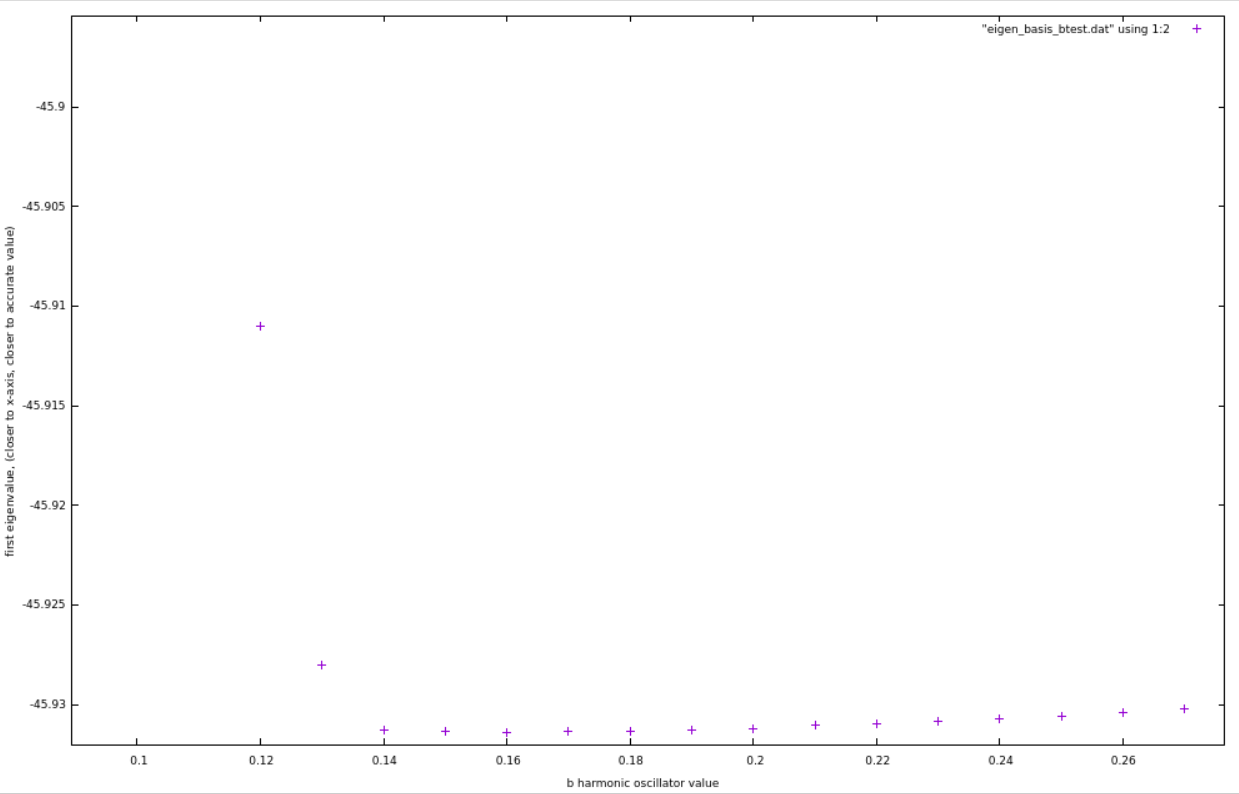 "eigen_basis_btest.dat" using 1:2
-45.9
-45.905
-45.91
-45.915
-45.92
-45.925
-45.93
first eigenvalue, (closer to x-axis, closer to accurate value)
0.1 0.12 0.14 0.16 0.18 0.2 0.22 0.24 0.26
b harmonic oscillator value